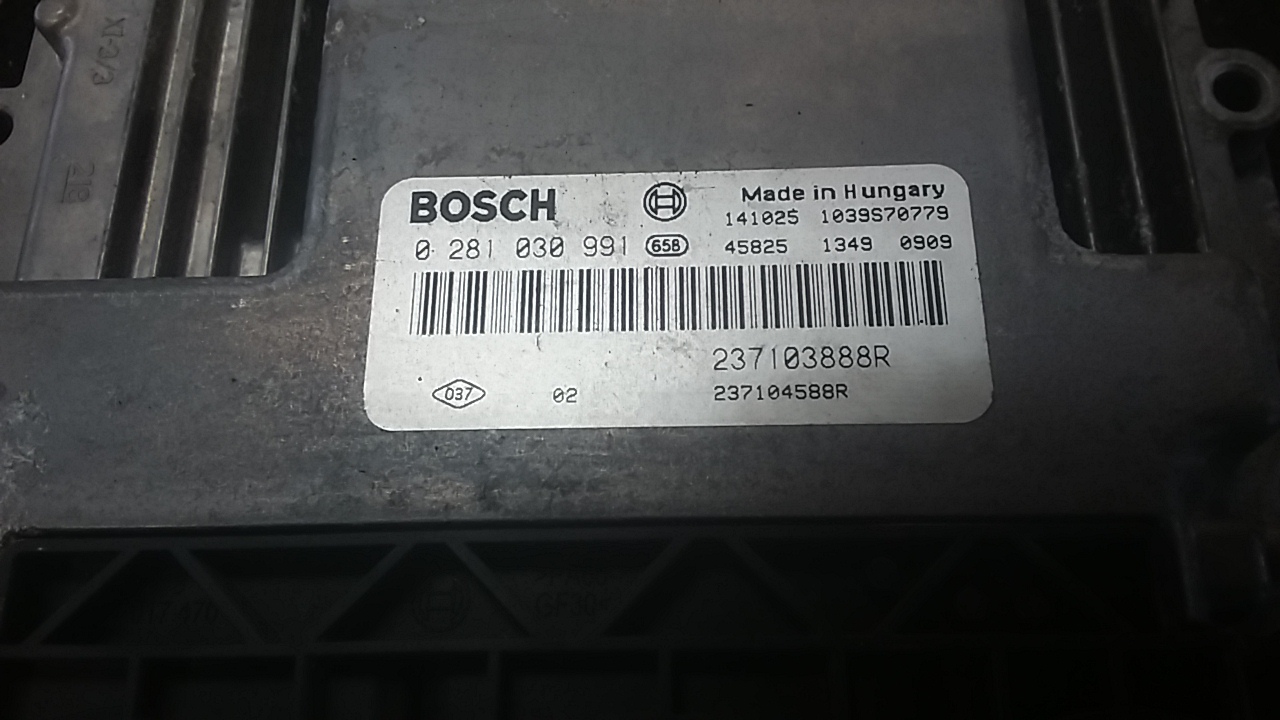 BOSCH Made in Hungary
141025 1039S70779
0 281 030 991 658 45825 1349 0909
237103888R
037 02 237104588R